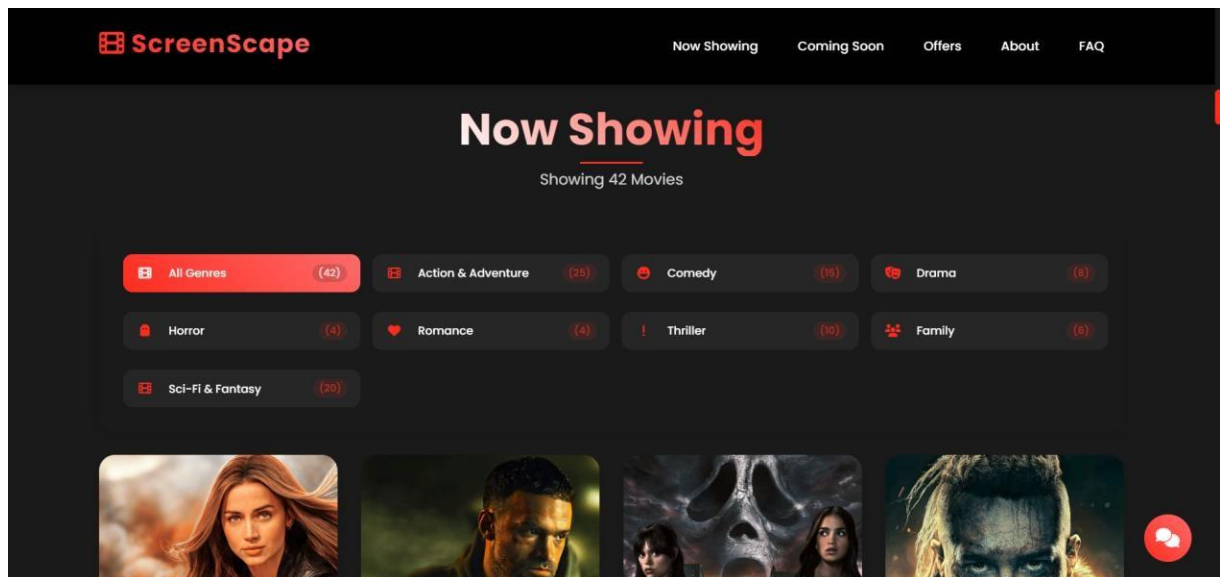 ScreenScape
Now Showing Coming Soon Offers About FAQ
Now Showing
Showing 42 Movies
All Genres (42) Action & Adventure (25) Comedy (15) Drama (8)
Horror (4) Romance (4) Thriller (10) Family (6)
Sci-Fi & Fantasy (20)